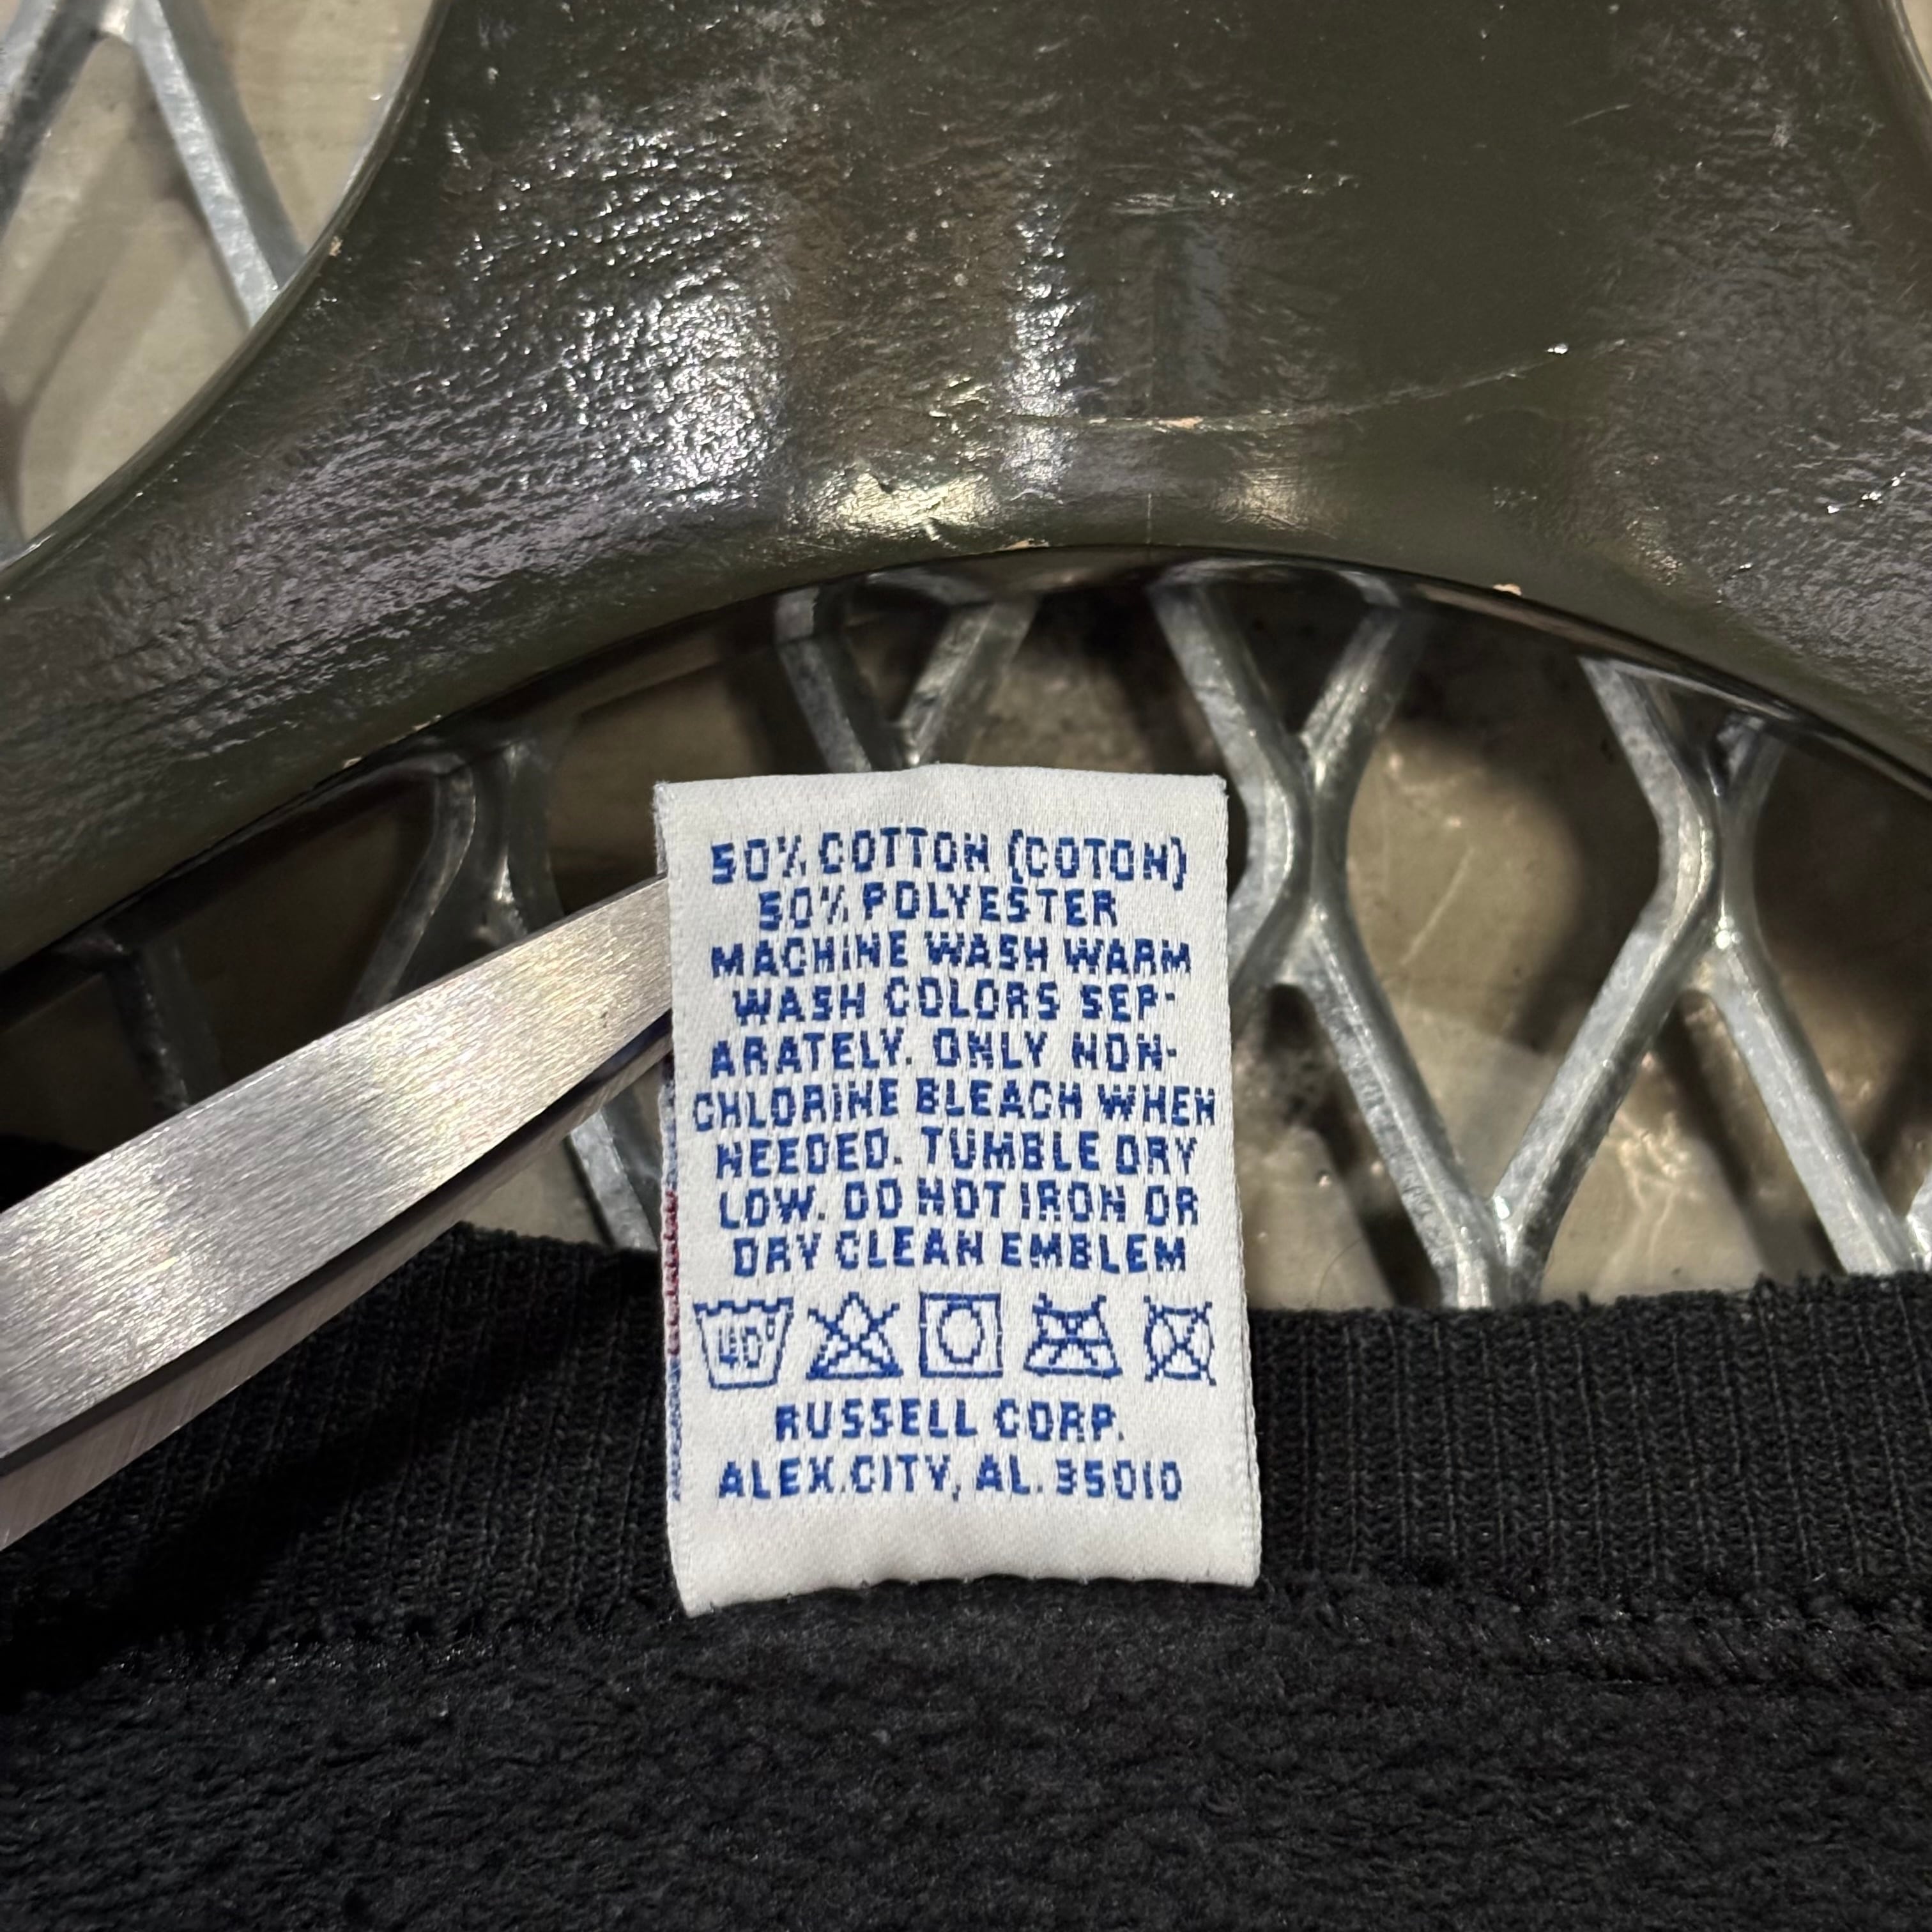 50% COTTON (COTON)
50% POLYESTER
MACHINE WASH WARM
WASH COLORS SEP-
ARATELY. ONLY NON-
CHLORINE BLEACH WHEN
NEEDED. TUMBLE DRY
LOW. DO NOT IRON OR
DRY CLEAN EMBLEM
40°
RUSSELL CORP.
ALEX.CITY, AL. 35010